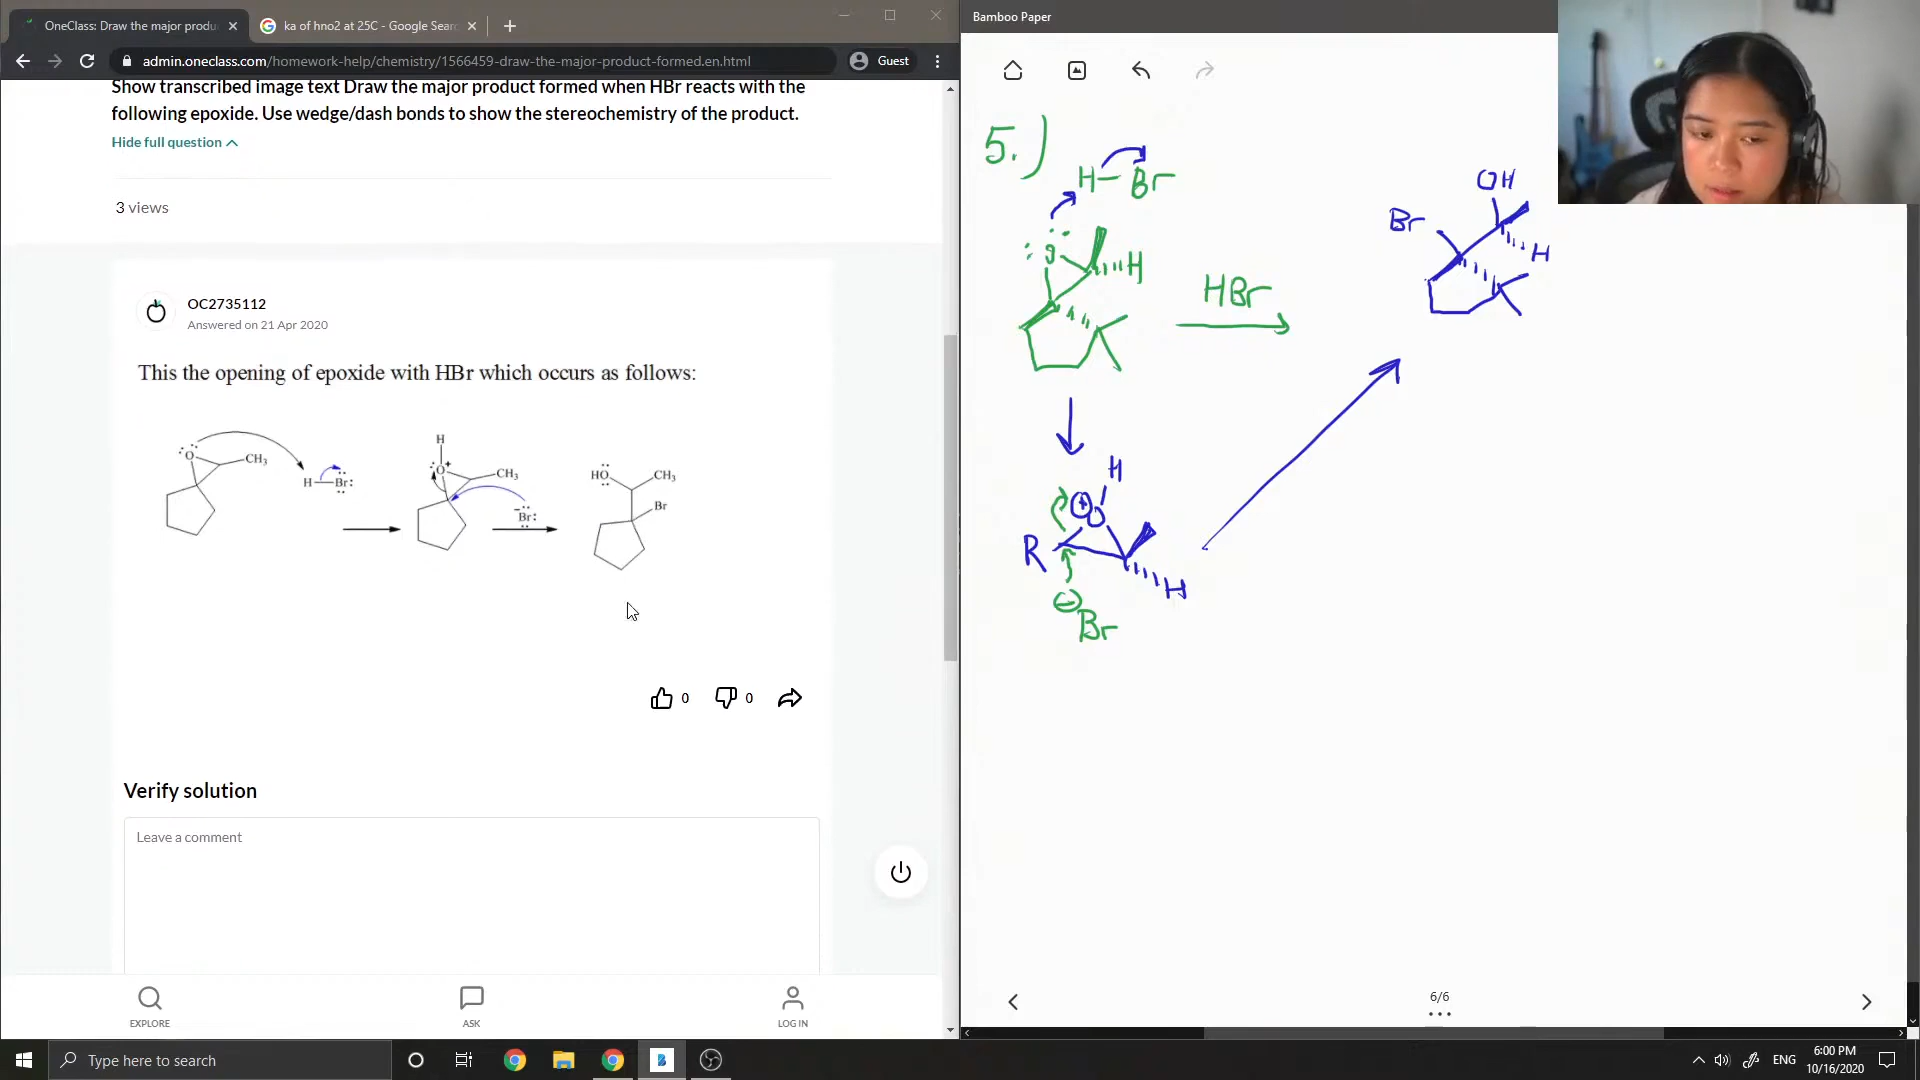 OneClass: Draw the major produ
ka of hno2 at 25C - Google Sear
admin.oneclass.com/homework-help/chemistry/1566459-draw-the-major-product-formed.en.html
Guest
Show transcribed image text Draw the major product formed when HBr reacts with the
following epoxide. Use wedge/dash bonds to show the stereochemistry of the product.
Hide full question
3 views
OC2735112
Answered on 21 Apr 2020
This the opening of epoxide with HBr which occurs as follows:
O
CH3
H
Br:
H
O
+
CH3
Br:
HO
CH3
Br
0
0
Verify solution
Leave a comment
EXPLORE
ASK
LOG IN
Bamboo Paper
5.)
H—Br
O
H
HBr
OH
Br
H
H
+
O
R
H
−
Br
6/6
Type here to search
ENG
6:00 PM
10/16/2020